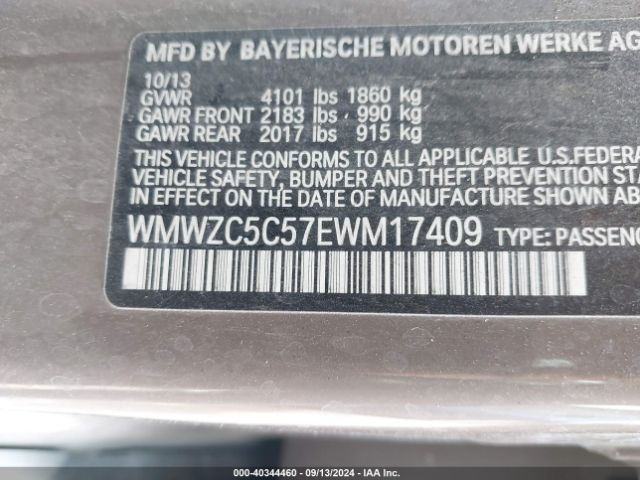 MFD BY BAYERISCHE MOTOREN WERKE AG
10/13
GVWR 4101 lbs 1860 kg
GAWR FRONT 2183 lbs 990 kg
GAWR REAR 2017 lbs 915 kg
THIS VEHICLE CONFORMS TO ALL APPLICABLE U.S.FEDERA
VEHICLE SAFETY, BUMPER AND THEFT PREVENTION STA
IN EFFECT ON THE DATE OF MANUFACTURE SHOWN AB
WMWZC5C57EWM17409 TYPE: PASSENG
000-40344460 - 09/13/2024 - IAA Inc.